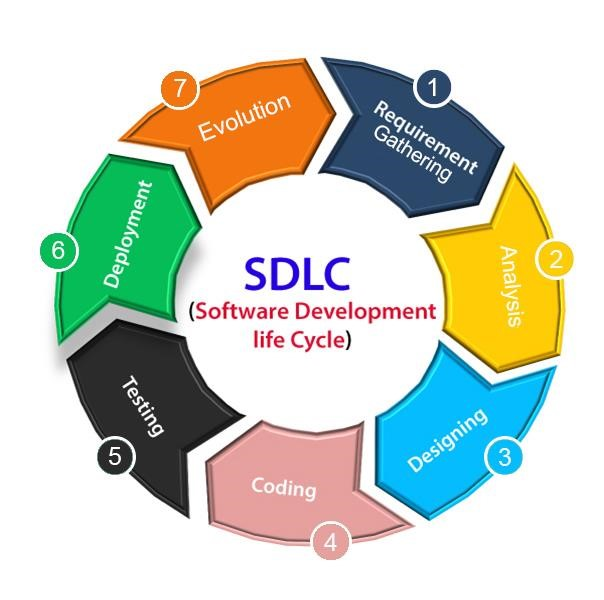 SDLC
(Software Development
life Cycle)
1
Requirement
Gathering
2
Analysis
3
Designing
4
Coding
5
Testing
6
Deployment
7
Evolution